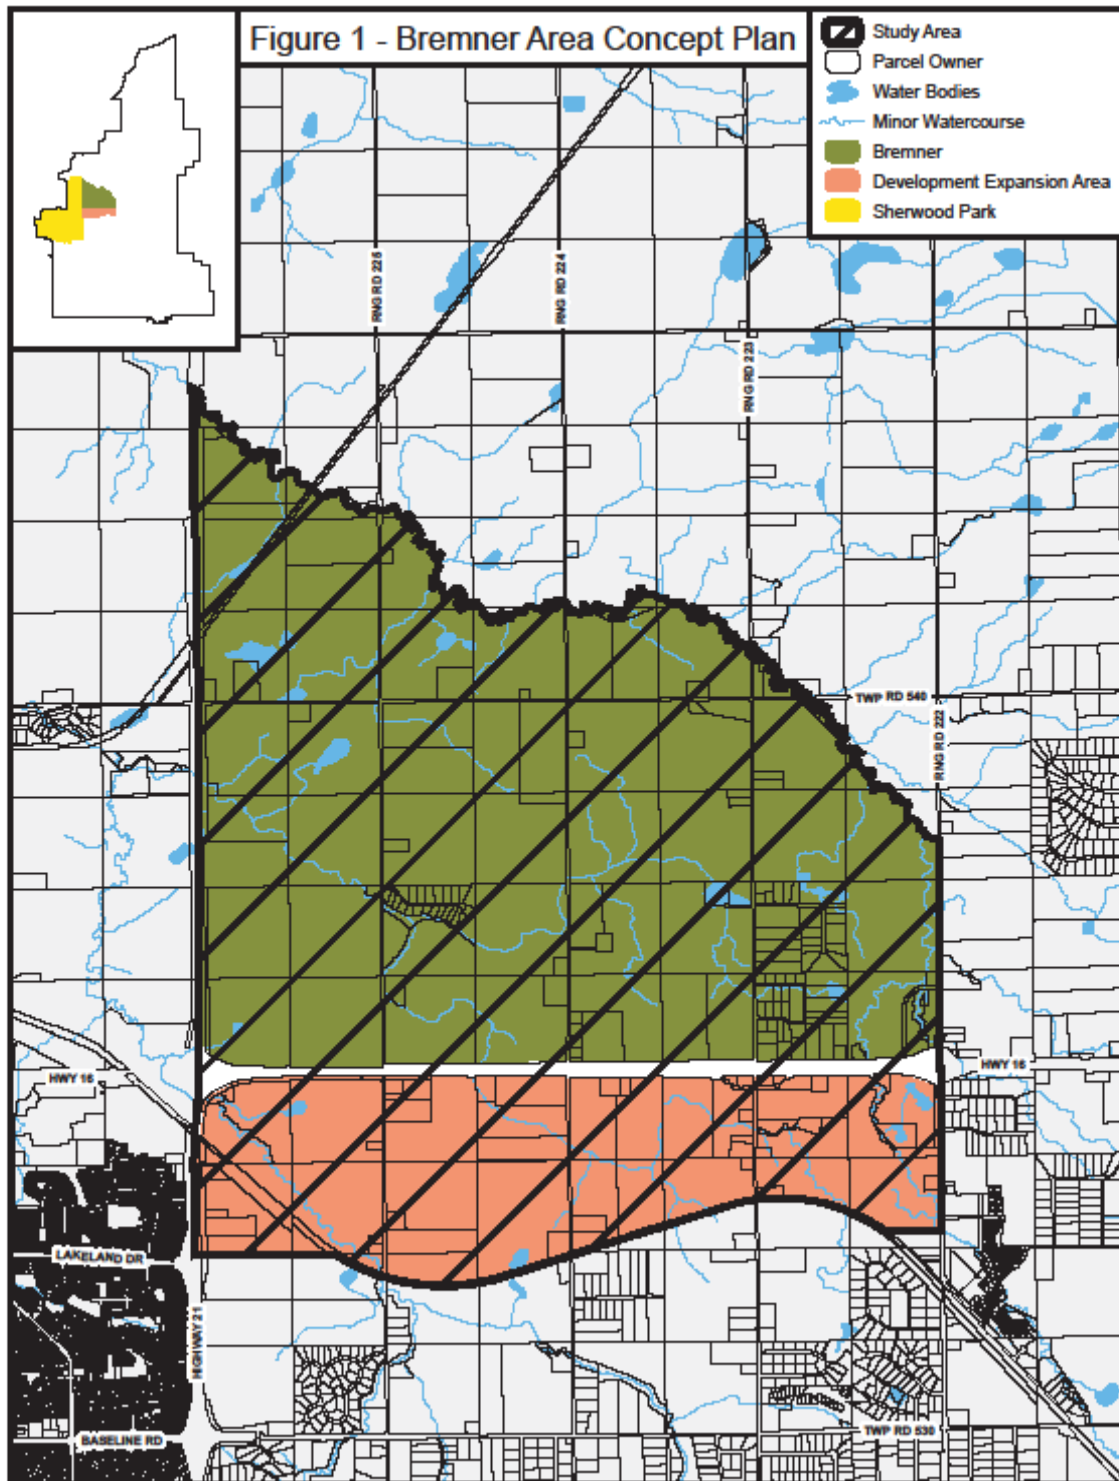 Figure 1 - Bremner Area Concept Plan
Study Area
Parcel Owner
Water Bodies
Minor Watercourse
Bremner
Development Expansion Area
Sherwood Park
RNG RD 225
RNG RD 224
RNG RD 223
TWP RD 540
RNG RD 222
HWY 16
HWY 16
LAKELAND DR
HIGHWAY 21
BASELINE RD
TWP RD 530